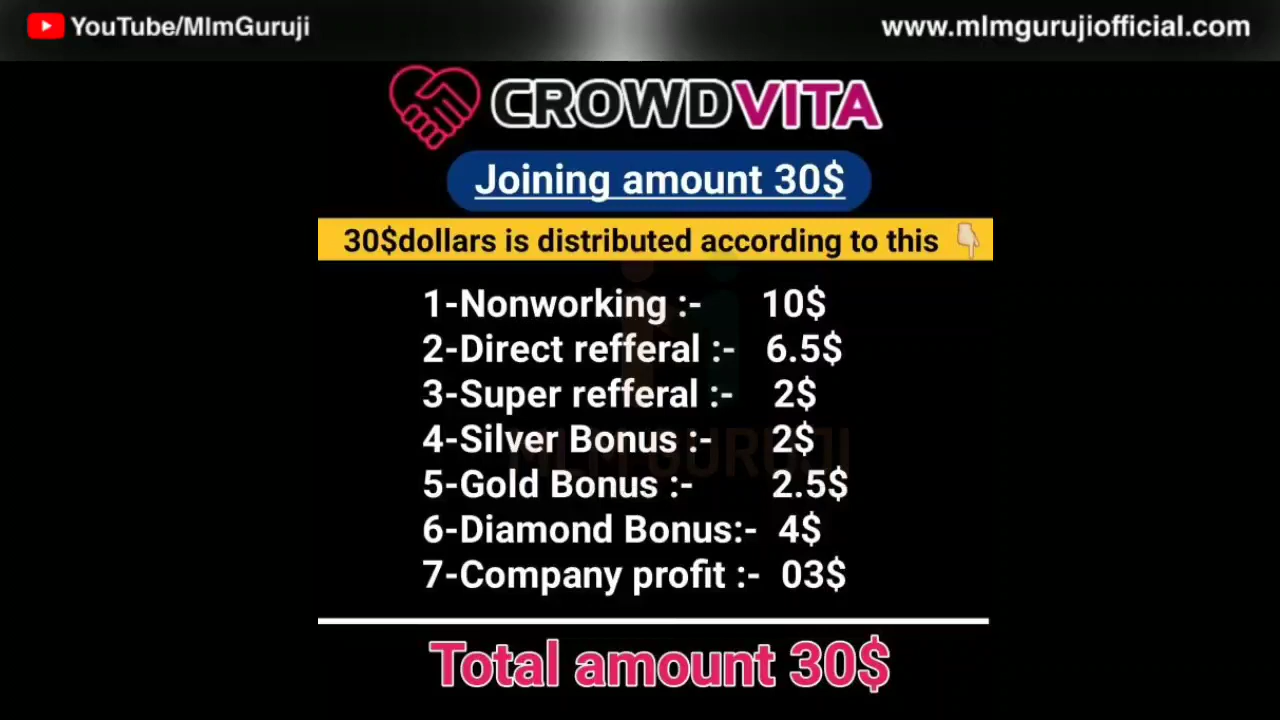 YouTube/MlmGuruji
www.mlmgurujiofficial.com
CROWDVITA
Joining amount 30$
30$dollars is distributed according to this 👇
1-Nonworking :- 10$
2-Direct refferal :- 6.5$
3-Super refferal :- 2$
4-Silver Bonus :- 2$
5-Gold Bonus :- 2.5$
6-Diamond Bonus:- 4$
7-Company profit :- 03$
MLM GURUJI
Total amount 30$